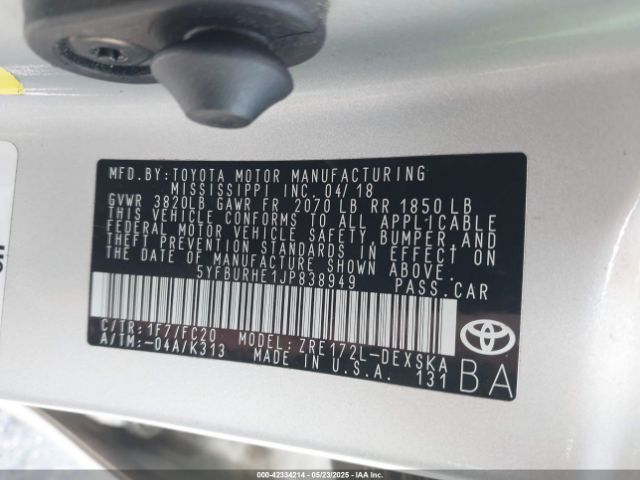 MFD.BY:TOYOTA MOTOR MANUFACTURING
MISSISSIPPI INC. 04/18
GVWR 3820LB GAWR FR 2070 LB RR 1850 LB
THIS VEHICLE CONFORMS TO ALL APPLICABLE
FEDERAL MOTOR VEHICLE SAFETY,BUMPER AND
THEFT PREVENTION STANDARDS IN EFFECT ON
THE DATE OF MANUFACTURE SHOWN ABOVE.
5YFBURHE1JP838949 PASS.CAR
C/TR:1F7/FC20 MODEL: ZRE172L-DEXSKA
A/TM:-04A/K313 MADE IN U.S.A. 131
BA
000-42334214 - 05/23/2025 - IAAI.CA